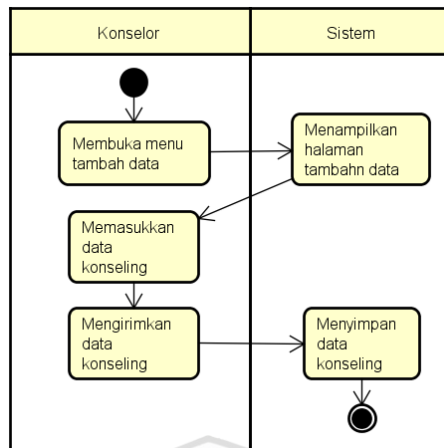 Konselor
Sistem
Membuka menu
tambah data
Menampilkan
halaman
tambahn data
Memasukkan
data
konseling
Mengirimkan
data
konseling
Menyimpan
data
konseling